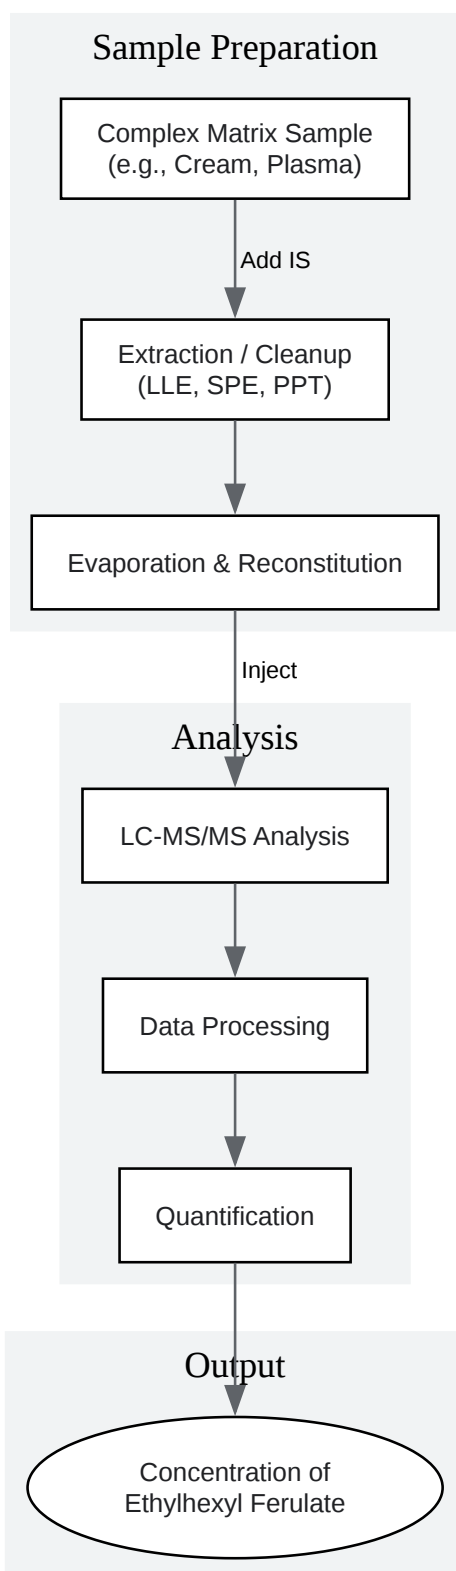 Sample Preparation
Complex Matrix Sample
(e.g., Cream, Plasma)
Add IS
Extraction / Cleanup
(LLE, SPE, PPT)
Evaporation & Reconstitution
Inject
Analysis
LC-MS/MS Analysis
Data Processing
Quantification
Output
Concentration of
Ethylhexyl Ferulate